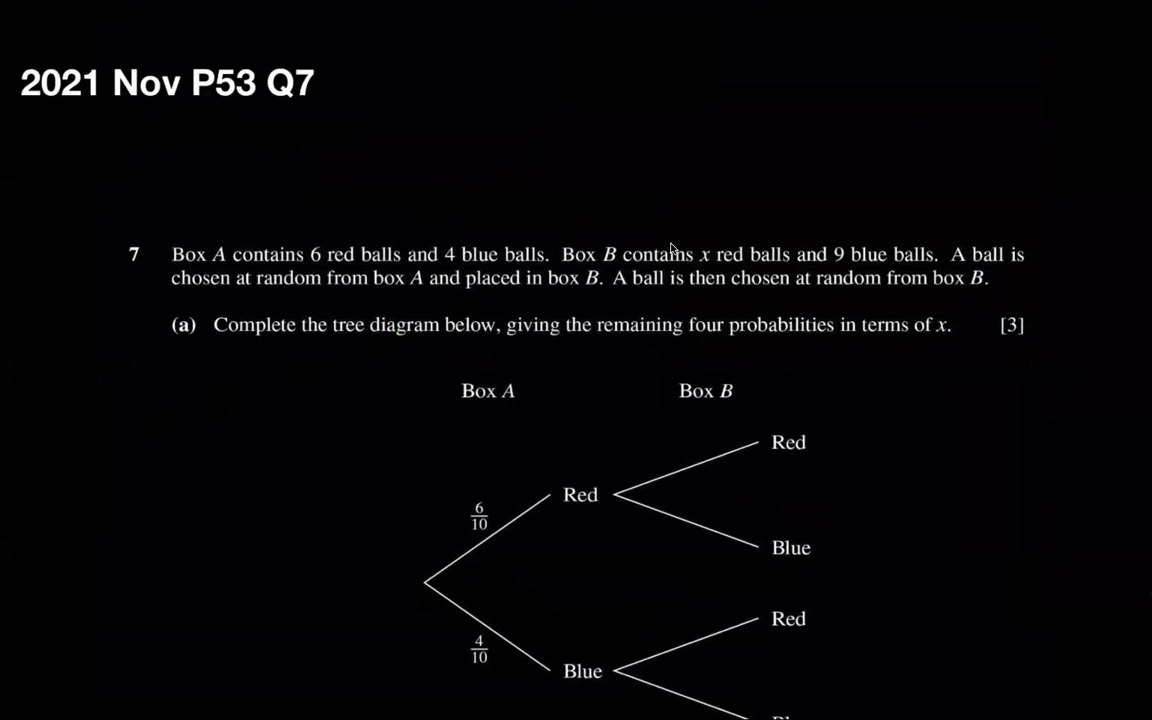 2021 Nov P53 Q7
7 Box A contains 6 red balls and 4 blue balls. Box B contains x red balls and 9 blue balls. A ball is
chosen at random from box A and placed in box B. A ball is then chosen at random from box B.
(a) Complete the tree diagram below, giving the remaining four probabilities in terms of x. [3]
Box A Box B
Red
6/10 Red
Blue
Red
4/10 Blue